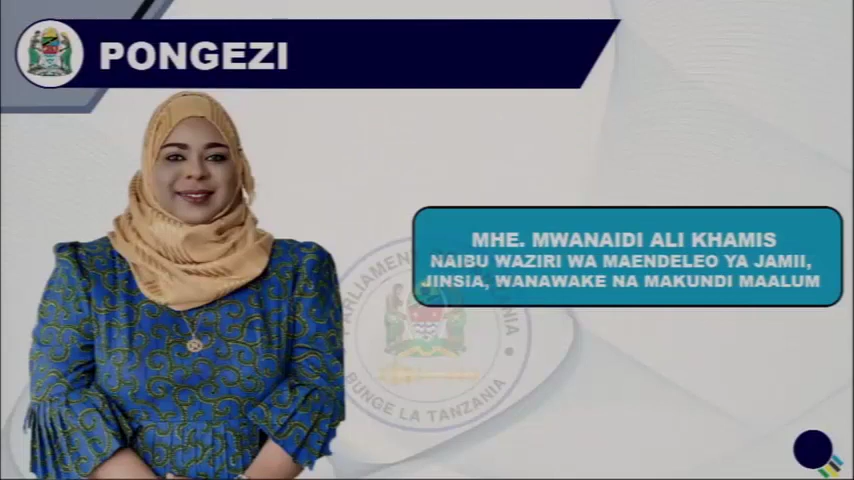 PONGEZI
MHE. MWANAIDI ALI KHAMIS
NAIBU WAZIRI WA MAENDELEO YA JAMII,
JINSIA, WANAWAKE NA MAKUNDI MAALUM
BUNGE LA TANZANIA